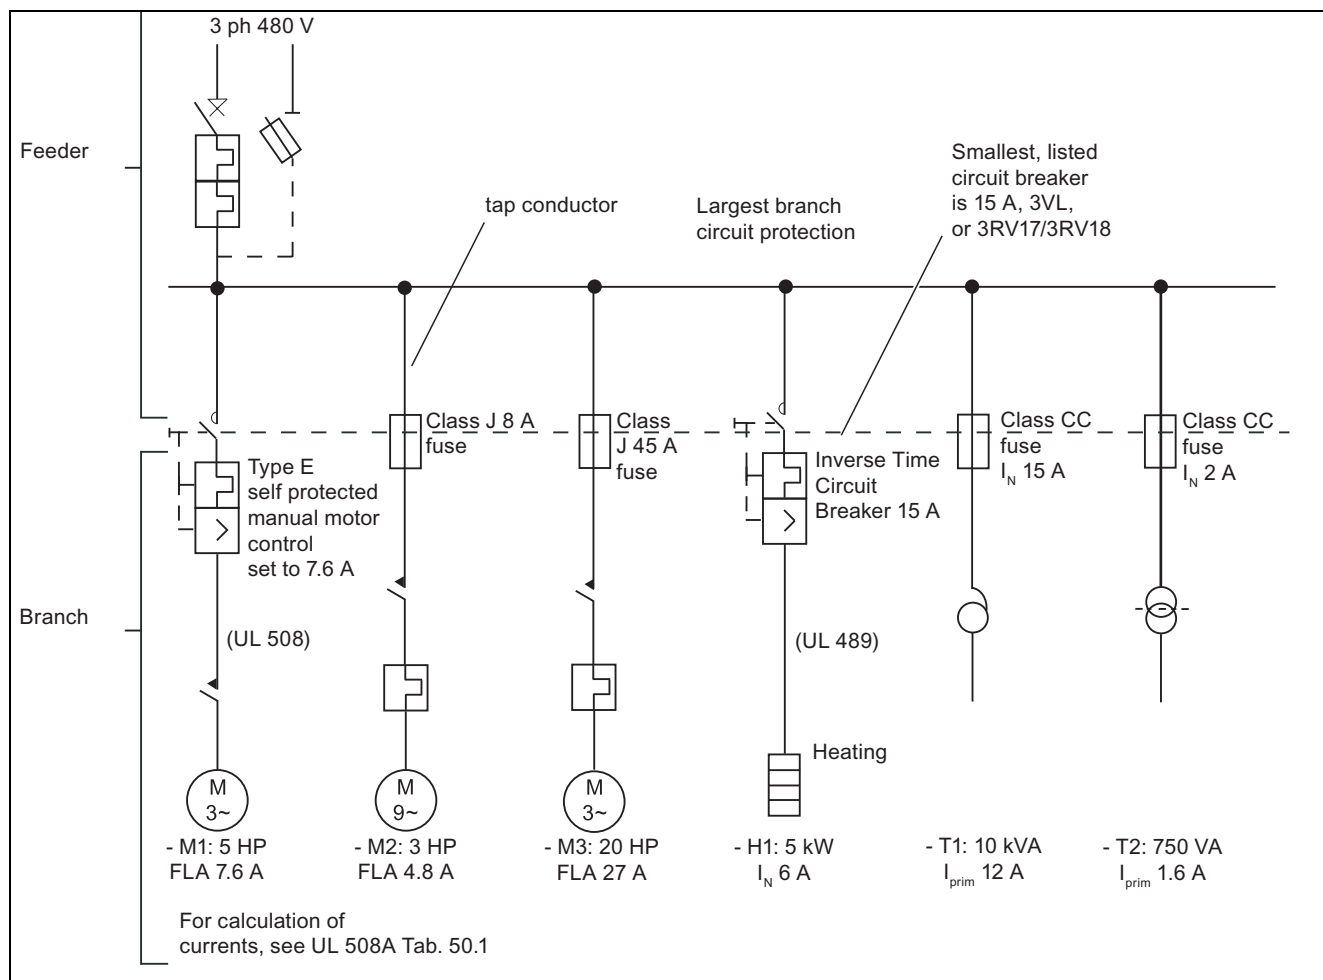 3 ph 480 V
Feeder
tap conductor
Largest branch
circuit protection
Smallest, listed
circuit breaker
is 15 A, 3VL,
or 3RV17/3RV18
Type E
self protected
manual motor
control
set to 7.6 A
Class J 8 A
fuse
Class
J 45 A
fuse
Inverse Time
Circuit
Breaker 15 A
Class CC
fuse
I_N 15 A
Class CC
fuse
I_N 2 A
Branch
(UL 508)
(UL 489)
Heating
M
3~
M
9~
M
3~
- M1: 5 HP
FLA 7.6 A
- M2: 3 HP
FLA 4.8 A
- M3: 20 HP
FLA 27 A
- H1: 5 kW
I_N 6 A
- T1: 10 kVA
I_prim 12 A
- T2: 750 VA
I_prim 1.6 A
For calculation of
currents, see UL 508A Tab. 50.1